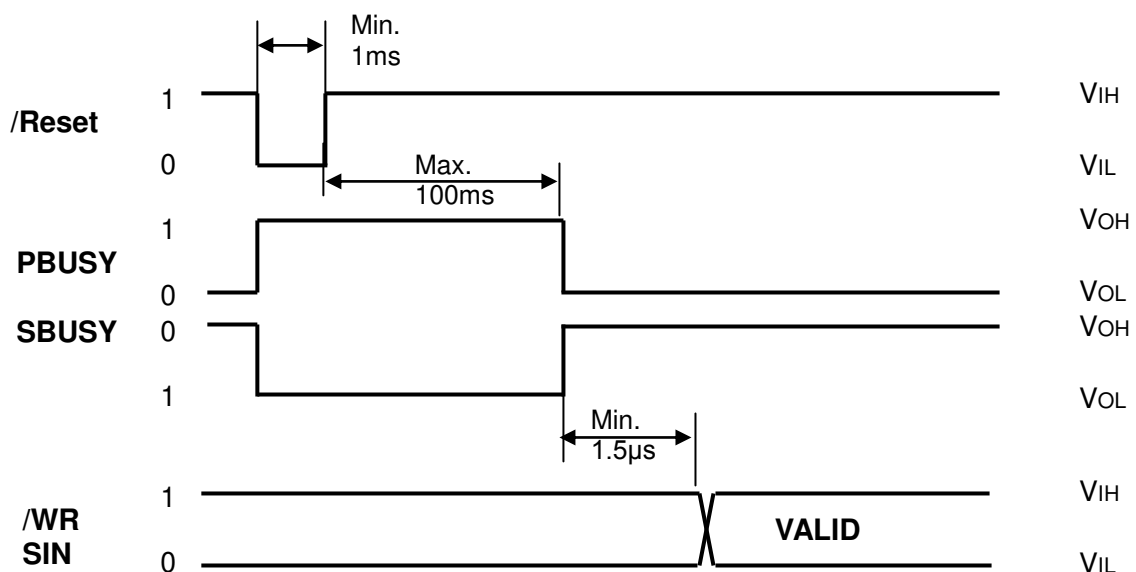 Min.
1ms
/Reset
1
0
VIH
VIL
Max.
100ms
PBUSY
1
0
VOH
VOL
SBUSY
0
1
VOH
VOL
Min.
1.5µs
/WR
SIN
1
0
VALID
VIH
VIL